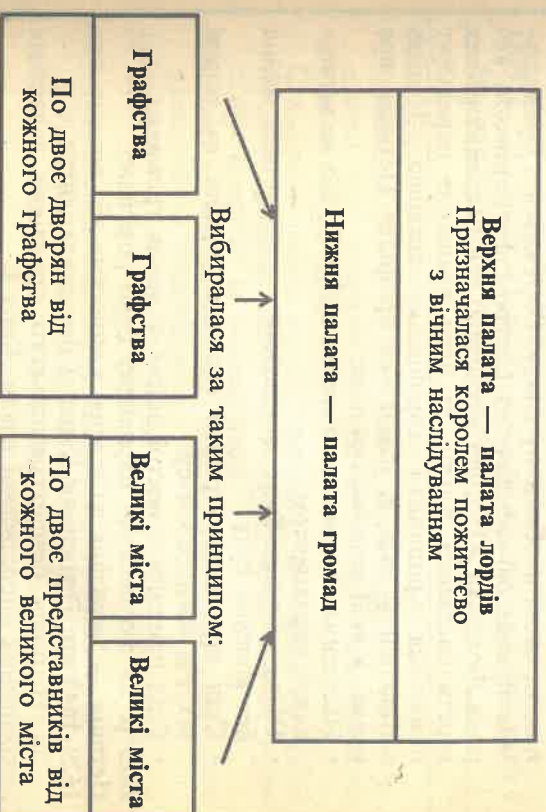 Верхня палата — палата лордів
Призначалася королем пожиттєво
з вічним наслідуванням
Нижня палата — палата громад
Вибиралася за таким принципом:
Графства
Графства
Великі міста
Великі міста
По двоє дворян від
кожного графства
По двоє представників від
кожного великого міста